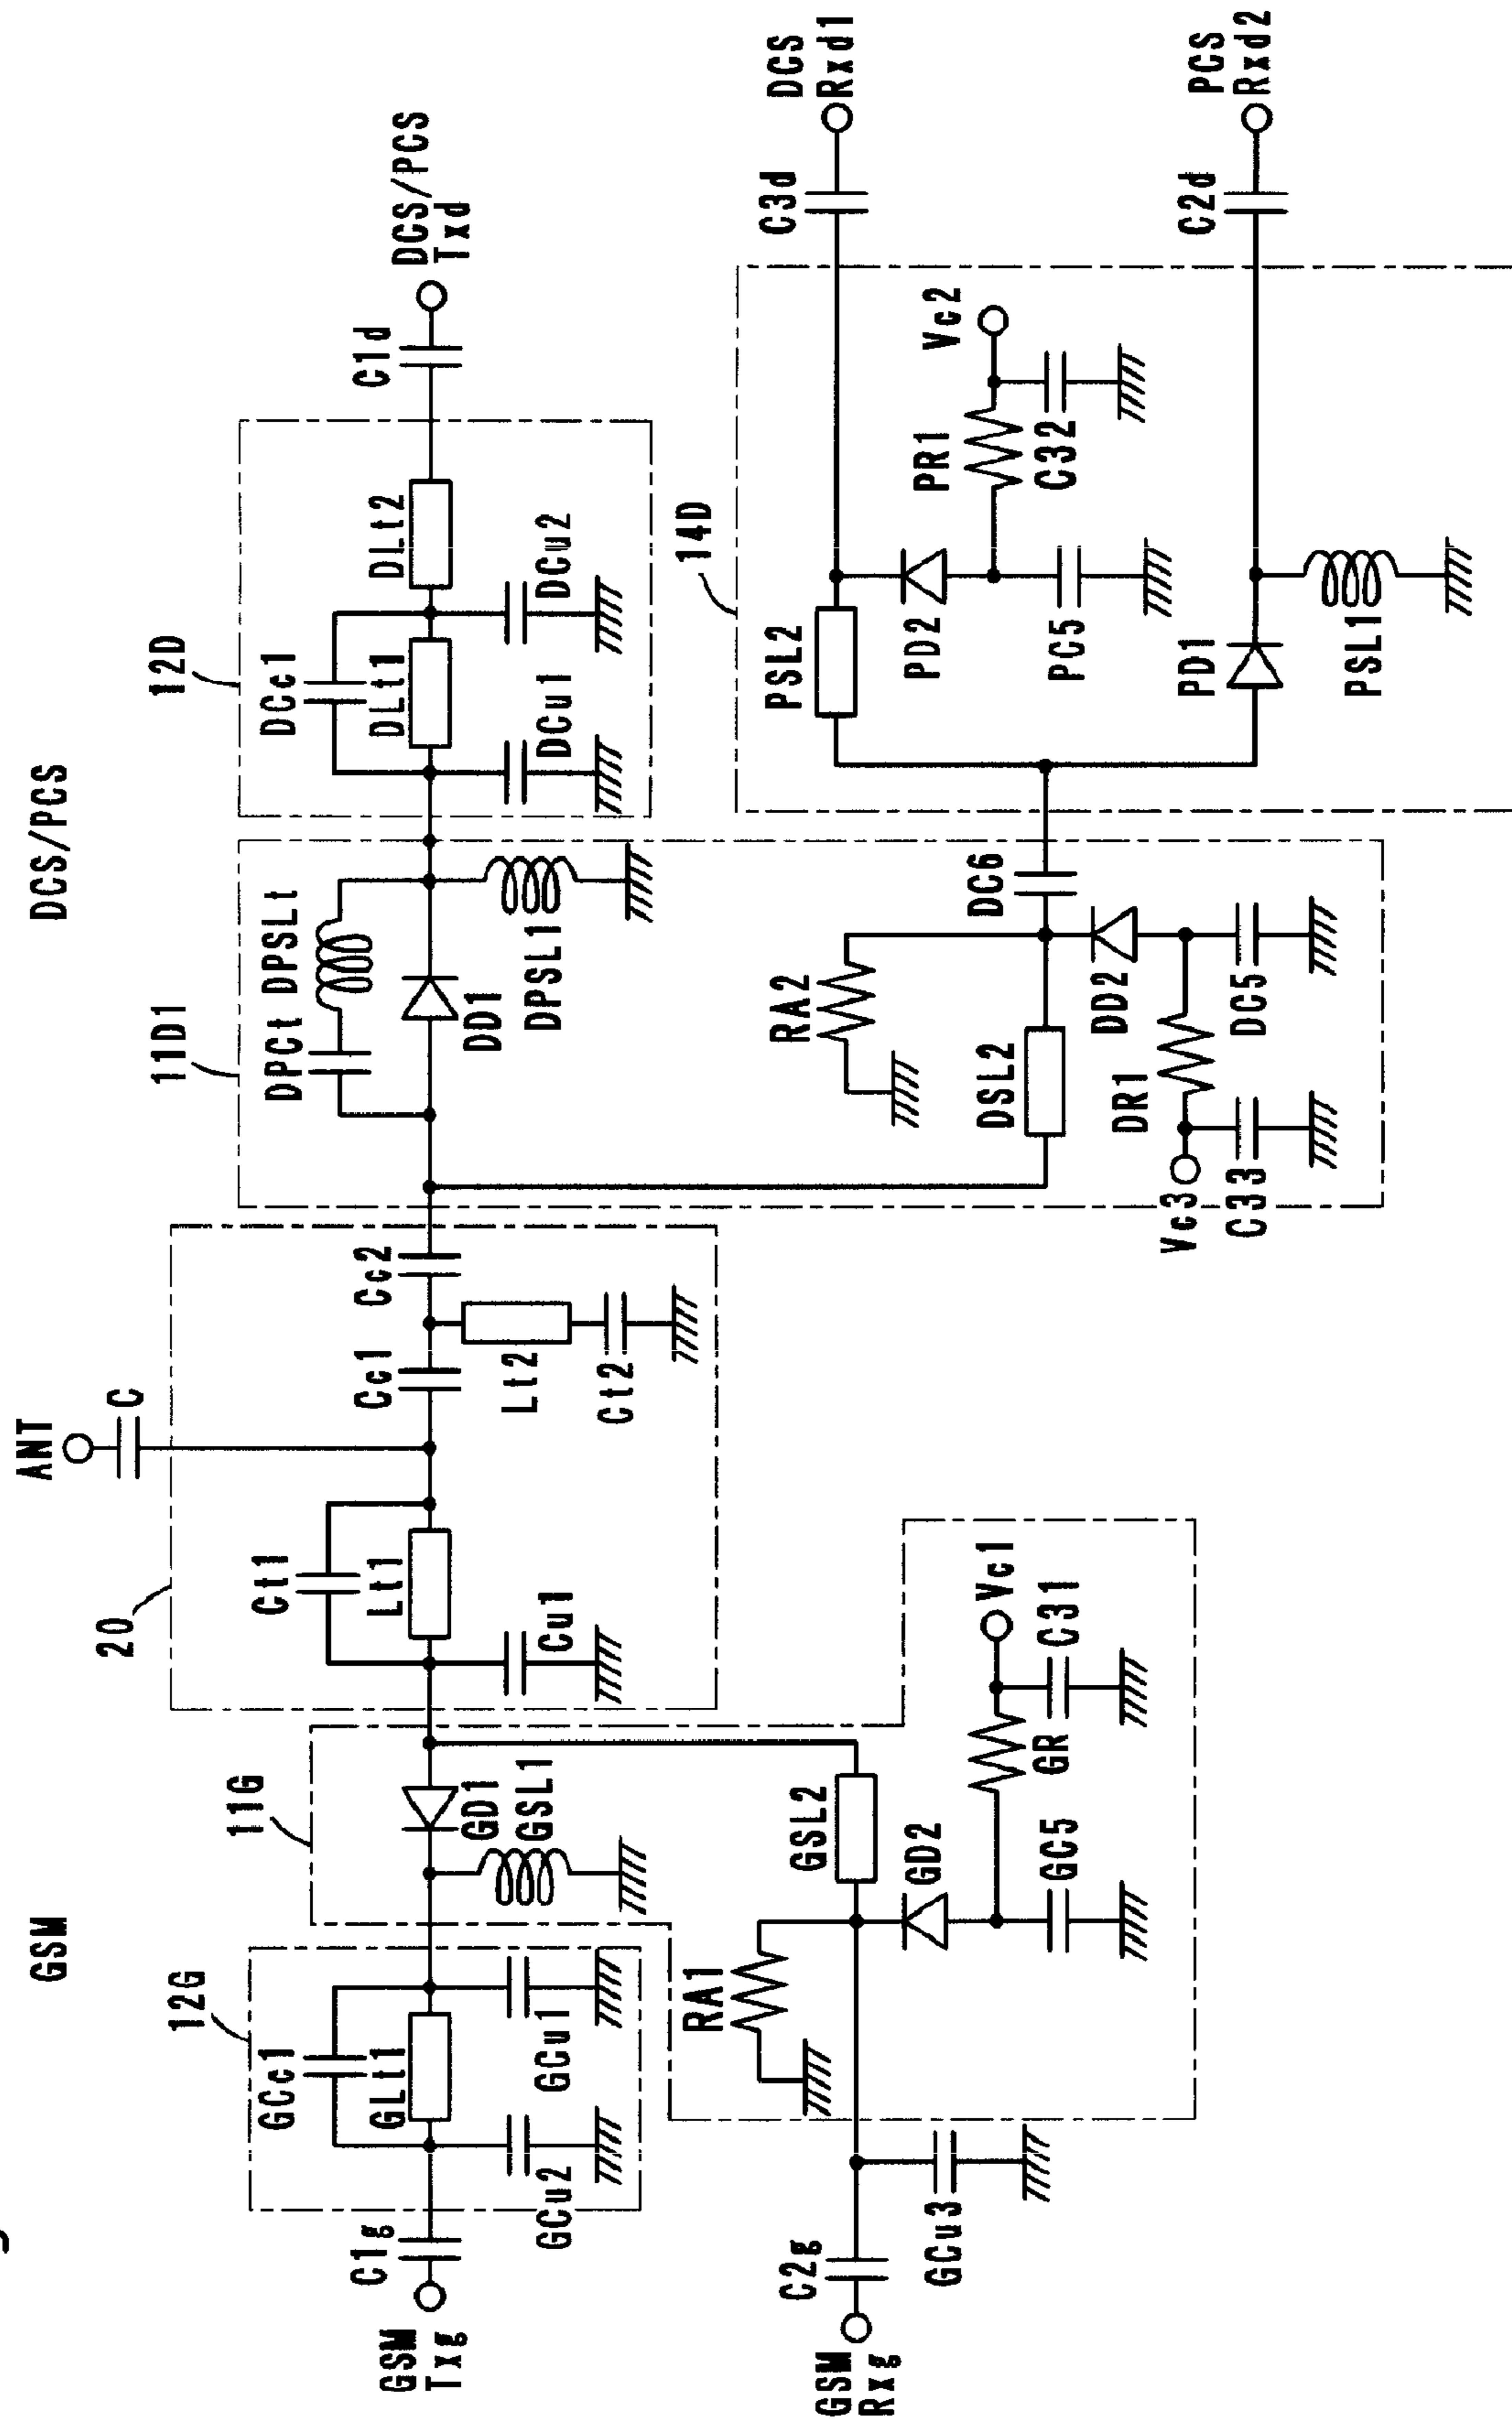 GSM
DCS/PCS
ANT
C
20
Ct1
Lt1
Cu1
Cc1
Cc2
Lt2
Ct2
12G
GCc1
GLt1
GCu1
GCu2
C1g
GSM
Txg
11G
GD1
GSL1
GSL2
RA1
GD2
GR
Vc1
C31
GC5
C2g
GCu3
GSM
Rxg
11D1
DPCt
DPSLt
DD1
DPSL1
RA2
DSL2
DC6
DD2
DR1
DC5
Vc3
C33
12D
DCc1
DLt1
DLt2
DCu1
DCu2
C1d
DCS/PCS
Txd
14D
PSL2
PD2
PR1
Vc2
C32
PC5
PD1
PSL1
C3d
DCS
Rxd1
C2d
PCS
Rxd2